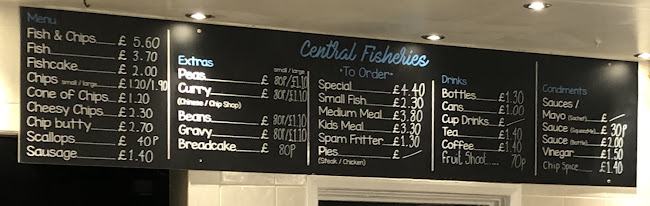 Menu
Fish & Chips......£ 5.60
Fish......£ 3.70
Fishcake......£ 2.00
Chips small / large £1.20/1.90
Cone of Chips...£1.20
Cheesy Chips....£ 2.30
Chip butty......£ 2.70
Scallops......£ 40p
Sausage......£ 1.40
Extras
small / large
Peas......£ 80p/£1.10
Curry......£ 80p/£1.10
(Chinese / Chip Shop)
Beans......£ 80p/£1.10
Gravy......£ 80p/£1.10
Breadcake......£ 80p
Central Fisheries
•To Order•
Special......£4.40
Small Fish......£ 2.30
Medium Meal...£3.80
Kids Meal......£3.30
Spam Fritter....£1.30
Pies......£ /
(Steak / Chicken)
Drinks
Bottles......£1.30
Cans......£1.00
Cup Drinks...£ /
Tea......£1.40
Coffee......£1.40
Fruit Shoot...... 70p
Condiments
Sauces /
Mayo (Sachet)...£ /
Sauce (Squeeze)...£ 30p
Sauce (Bottle)...£2.00
Vinegar......£1.50
Chip Spice......£1.40